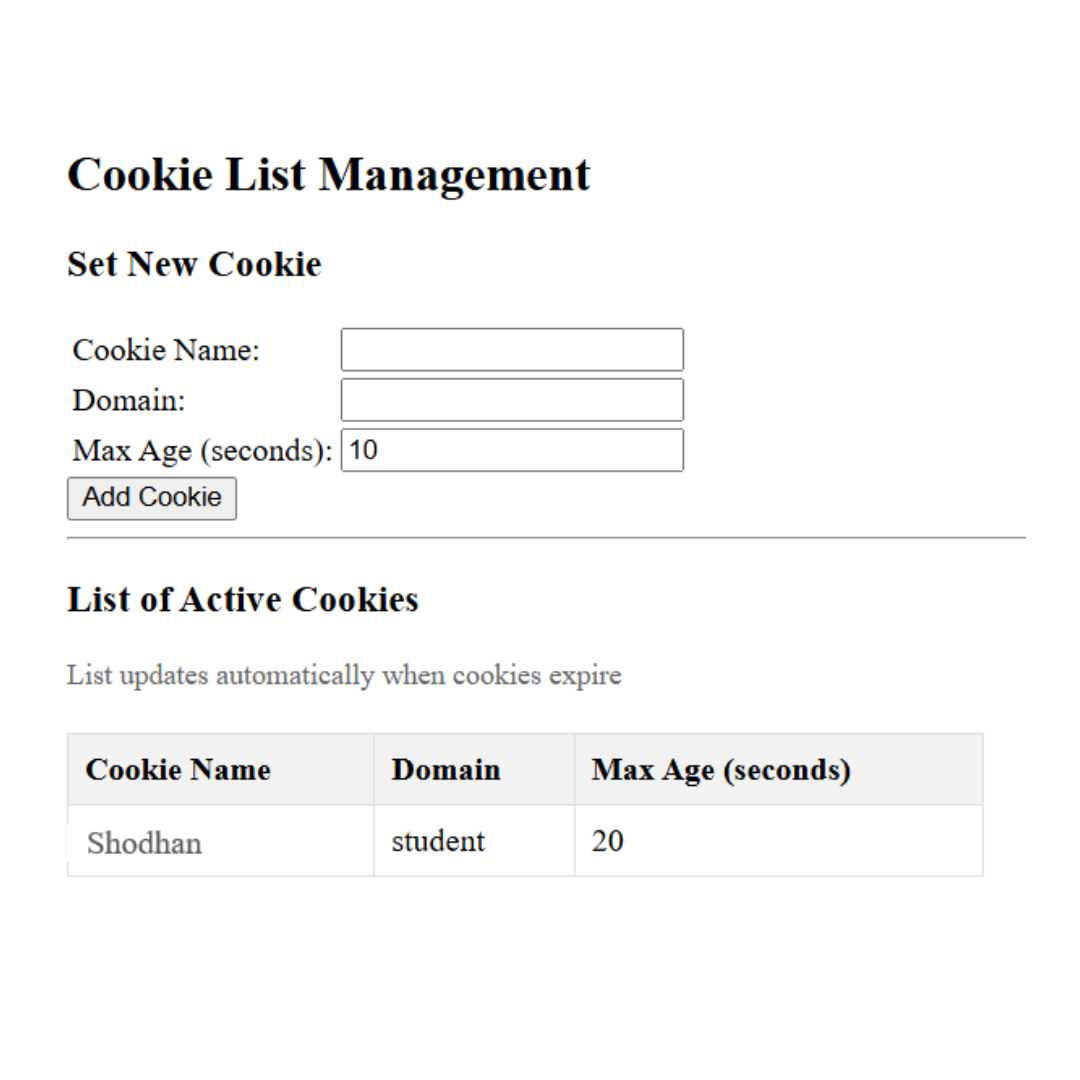 Cookie List Management
Set New Cookie
Cookie Name:
Domain:
Max Age (seconds): 10
Add Cookie
List of Active Cookies
List updates automatically when cookies expire
Cookie Name Domain Max Age (seconds)
Shodhan student 20